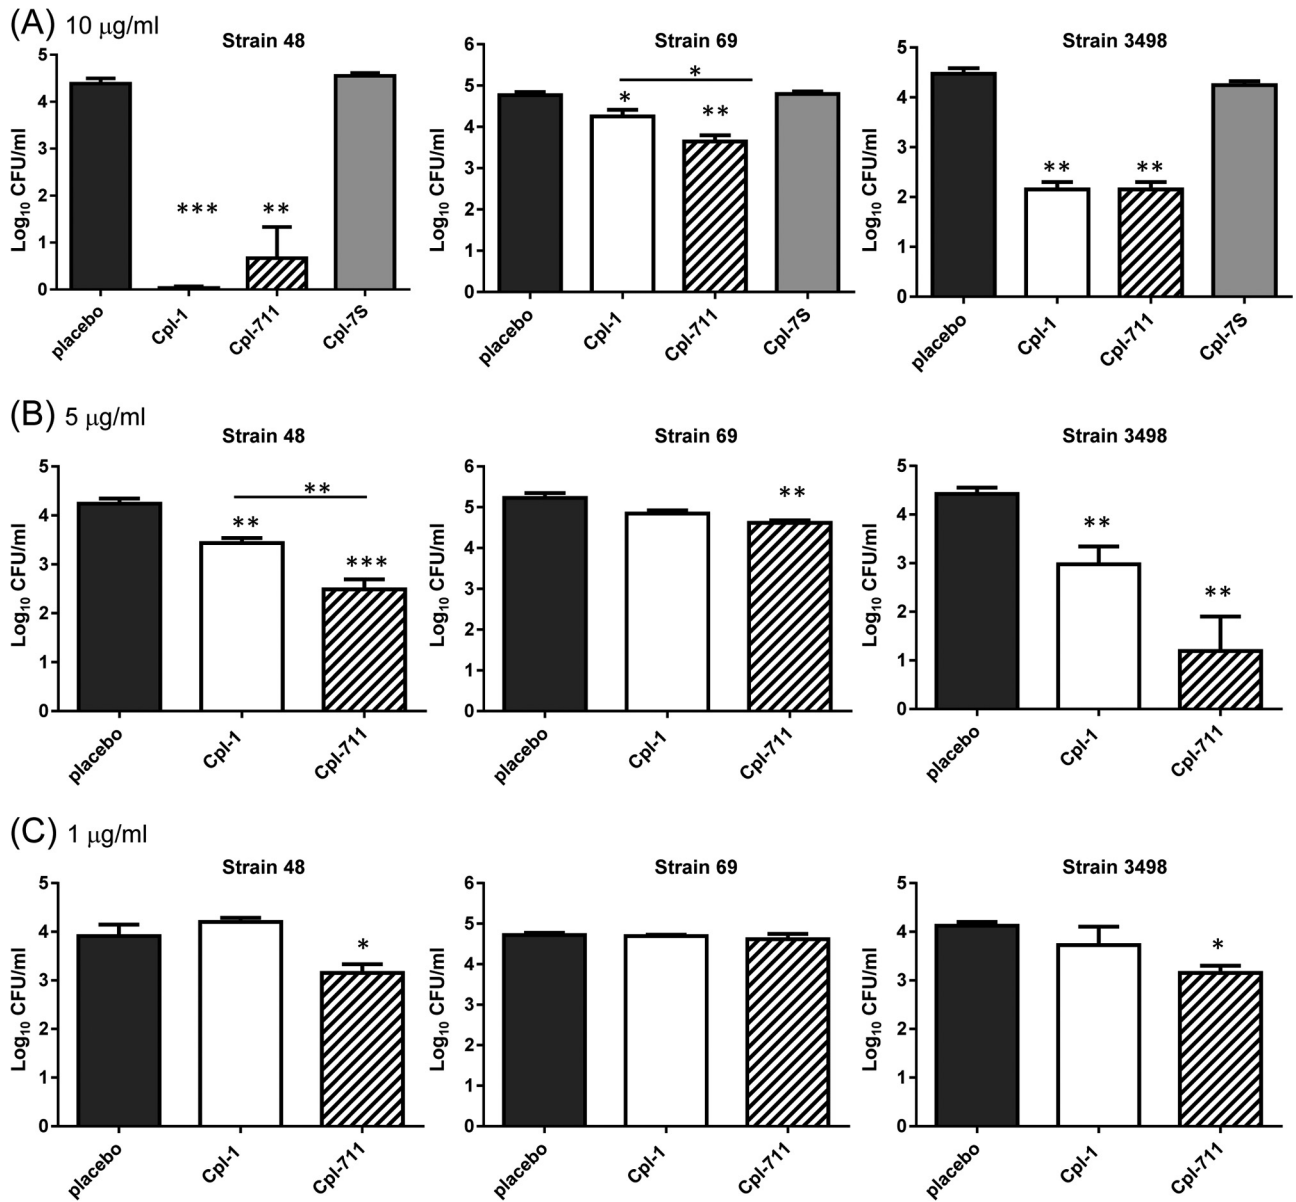 (A) 10 μg/ml
Strain 48
Log10 CFU/ml
5
4
3
2
1
0
***
**
placebo
Cpl-1
Cpl-711
Cpl-7S
Strain 69
Log10 CFU/ml
6
5
4
3
2
1
0
*
*
**
placebo
Cpl-1
Cpl-711
Cpl-7S
Strain 3498
Log10 CFU/ml
5
4
3
2
1
0
**
**
placebo
Cpl-1
Cpl-711
Cpl-7S
(B) 5 μg/ml
Strain 48
Log10 CFU/ml
5
4
3
2
1
0
**
**
***
placebo
Cpl-1
Cpl-711
Strain 69
Log10 CFU/ml
6
5
4
3
2
1
0
**
placebo
Cpl-1
Cpl-711
Strain 3498
Log10 CFU/ml
5
4
3
2
1
0
**
**
placebo
Cpl-1
Cpl-711
(C) 1 μg/ml
Strain 48
Log10 CFU/ml
5
4
3
2
1
0
*
placebo
Cpl-1
Cpl-711
Strain 69
Log10 CFU/ml
6
5
4
3
2
1
0
placebo
Cpl-1
Cpl-711
Strain 3498
Log10 CFU/ml
5
4
3
2
1
0
*
placebo
Cpl-1
Cpl-711